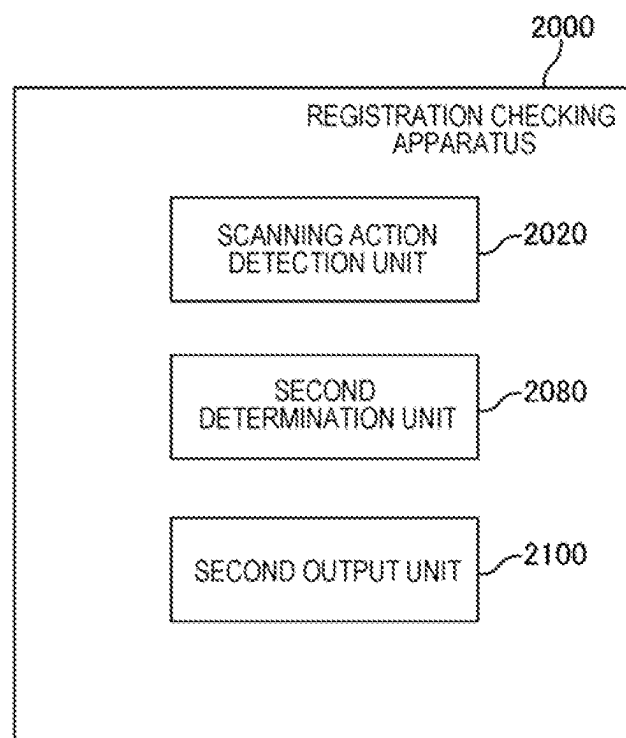 2000
REGISTRATION CHECKING
APPARATUS
SCANNING ACTION
DETECTION UNIT
2020
SECOND
DETERMINATION UNIT
2080
SECOND OUTPUT UNIT
2100